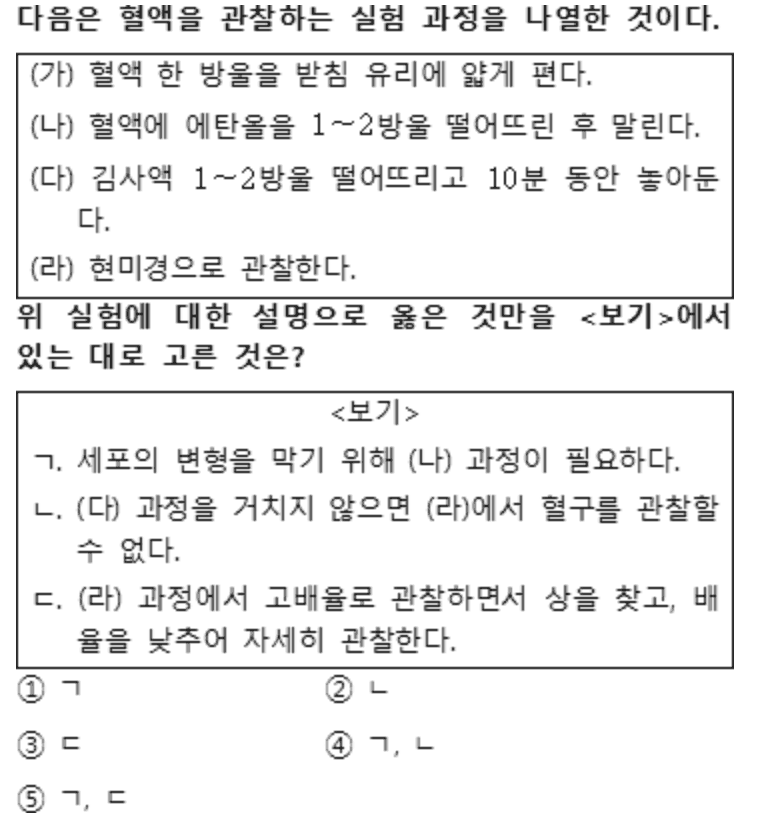 다음은 혈액을 관찰하는 실험 과정을 나열한 것이다.
(가) 혈액 한 방울을 받침 유리에 얇게 편다.
(나) 혈액에 에탄올을 1~2방울 떨어뜨린 후 말린다.
(다) 김사액 1~2방울 떨어뜨리고 10분 동안 놓아둔
다.
(라) 현미경으로 관찰한다.
위 실험에 대한 설명으로 옳은 것만을 <보기>에서
있는 대로 고른 것은?
<보기>
ㄱ. 세포의 변형을 막기 위해 (나) 과정이 필요하다.
ㄴ. (다) 과정을 거치지 않으면 (라)에서 혈구를 관찰할
수 없다.
ㄷ. (라) 과정에서 고배율로 관찰하면서 상을 찾고, 배
율을 낮추어 자세히 관찰한다.
① ㄱ ② ㄴ
③ ㄷ ④ ㄱ, ㄴ
⑤ ㄱ, ㄷ